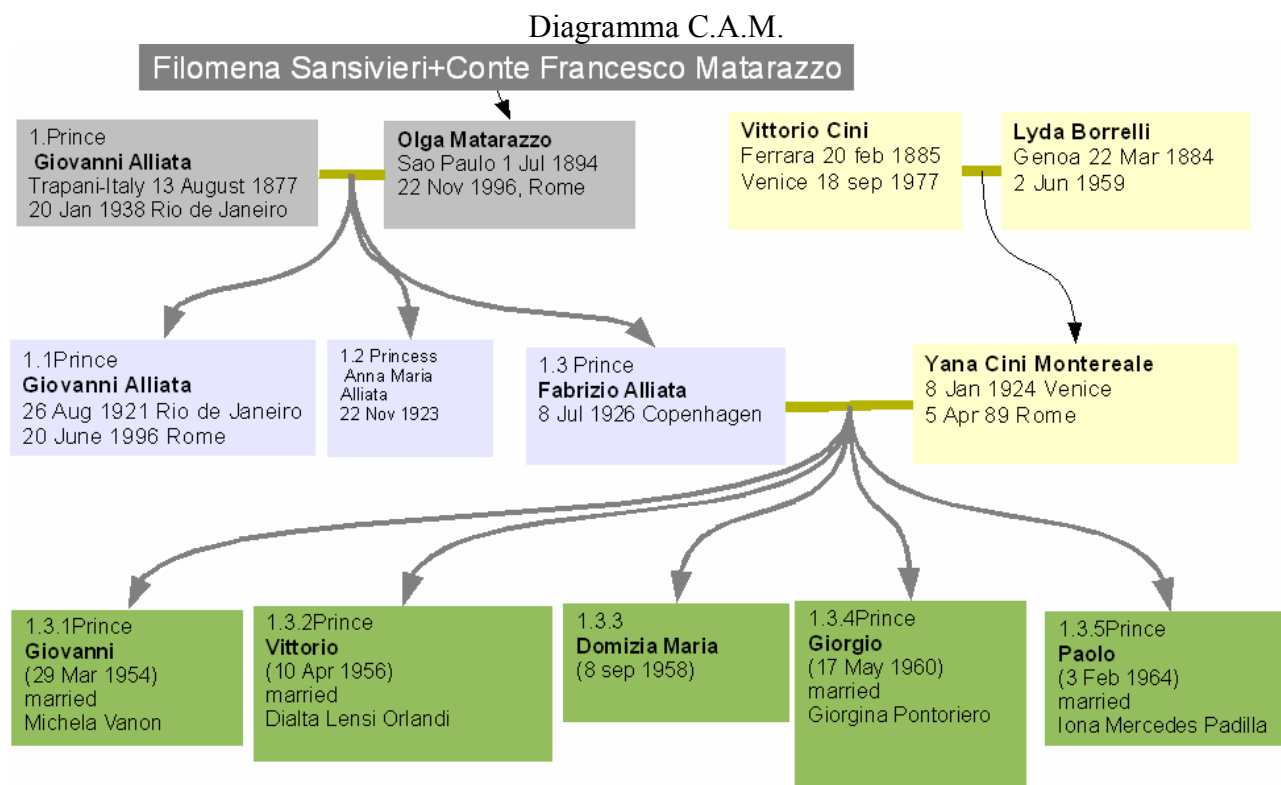 Diagramma C.A.M.
Filomena Sansivieri+Conte Francesco Matarazzo
1.Prince
Giovanni Alliata
Trapani-Italy 13 August 1877
20 Jan 1938 Rio de Janeiro
Olga Matarazzo
Sao Paulo 1 Jul 1894
22 Nov 1996, Rome
Vittorio Cini
Ferrara 20 feb 1885
Venice 18 sep 1977
Lyda Borrelli
Genoa 22 Mar 1884
2 Jun 1959
1.1Prince
Giovanni Alliata
26 Aug 1921 Rio de Janeiro
20 June 1996 Rome
1.2 Princess
Anna Maria
Alliata
22 Nov 1923
1.3 Prince
Fabrizio Alliata
8 Jul 1926 Copenhagen
Yana Cini Montereale
8 Jan 1924 Venice
5 Apr 89 Rome
1.3.1Prince
Giovanni
(29 Mar 1954)
married
Michela Vanon
1.3.2Prince
Vittorio
(10 Apr 1956)
married
Dialta Lensi Orlandi
1.3.3
Domizia Maria
(8 sep 1958)
1.3.4Prince
Giorgio
(17 May 1960)
married
Giorgina Pontoriero
1.3.5Prince
Paolo
(3 Feb 1964)
married
Iona Mercedes Padilla